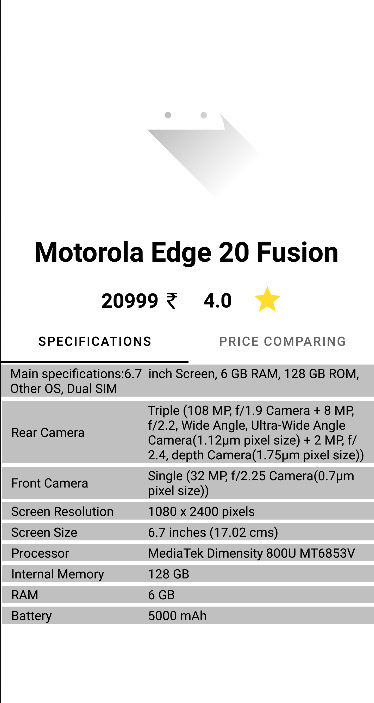 Motorola Edge 20 Fusion
20999 ₹ 4.0
SPECIFICATIONS PRICE COMPARING
Main specifications:6.7 inch Screen, 6 GB RAM, 128 GB ROM,
Other OS, Dual SIM
Rear Camera
Triple (108 MP, f/1.9 Camera + 8 MP,
f/2.2, Wide Angle, Ultra-Wide Angle
Camera(1.12μm pixel size) + 2 MP, f/
2.4, depth Camera(1.75μm pixel size))
Front Camera
Single (32 MP, f/2.25 Camera(0.7μm
pixel size))
Screen Resolution 1080 x 2400 pixels
Screen Size 6.7 inches (17.02 cms)
Processor MediaTek Dimensity 800U MT6853V
Internal Memory 128 GB
RAM 6 GB
Battery 5000 mAh